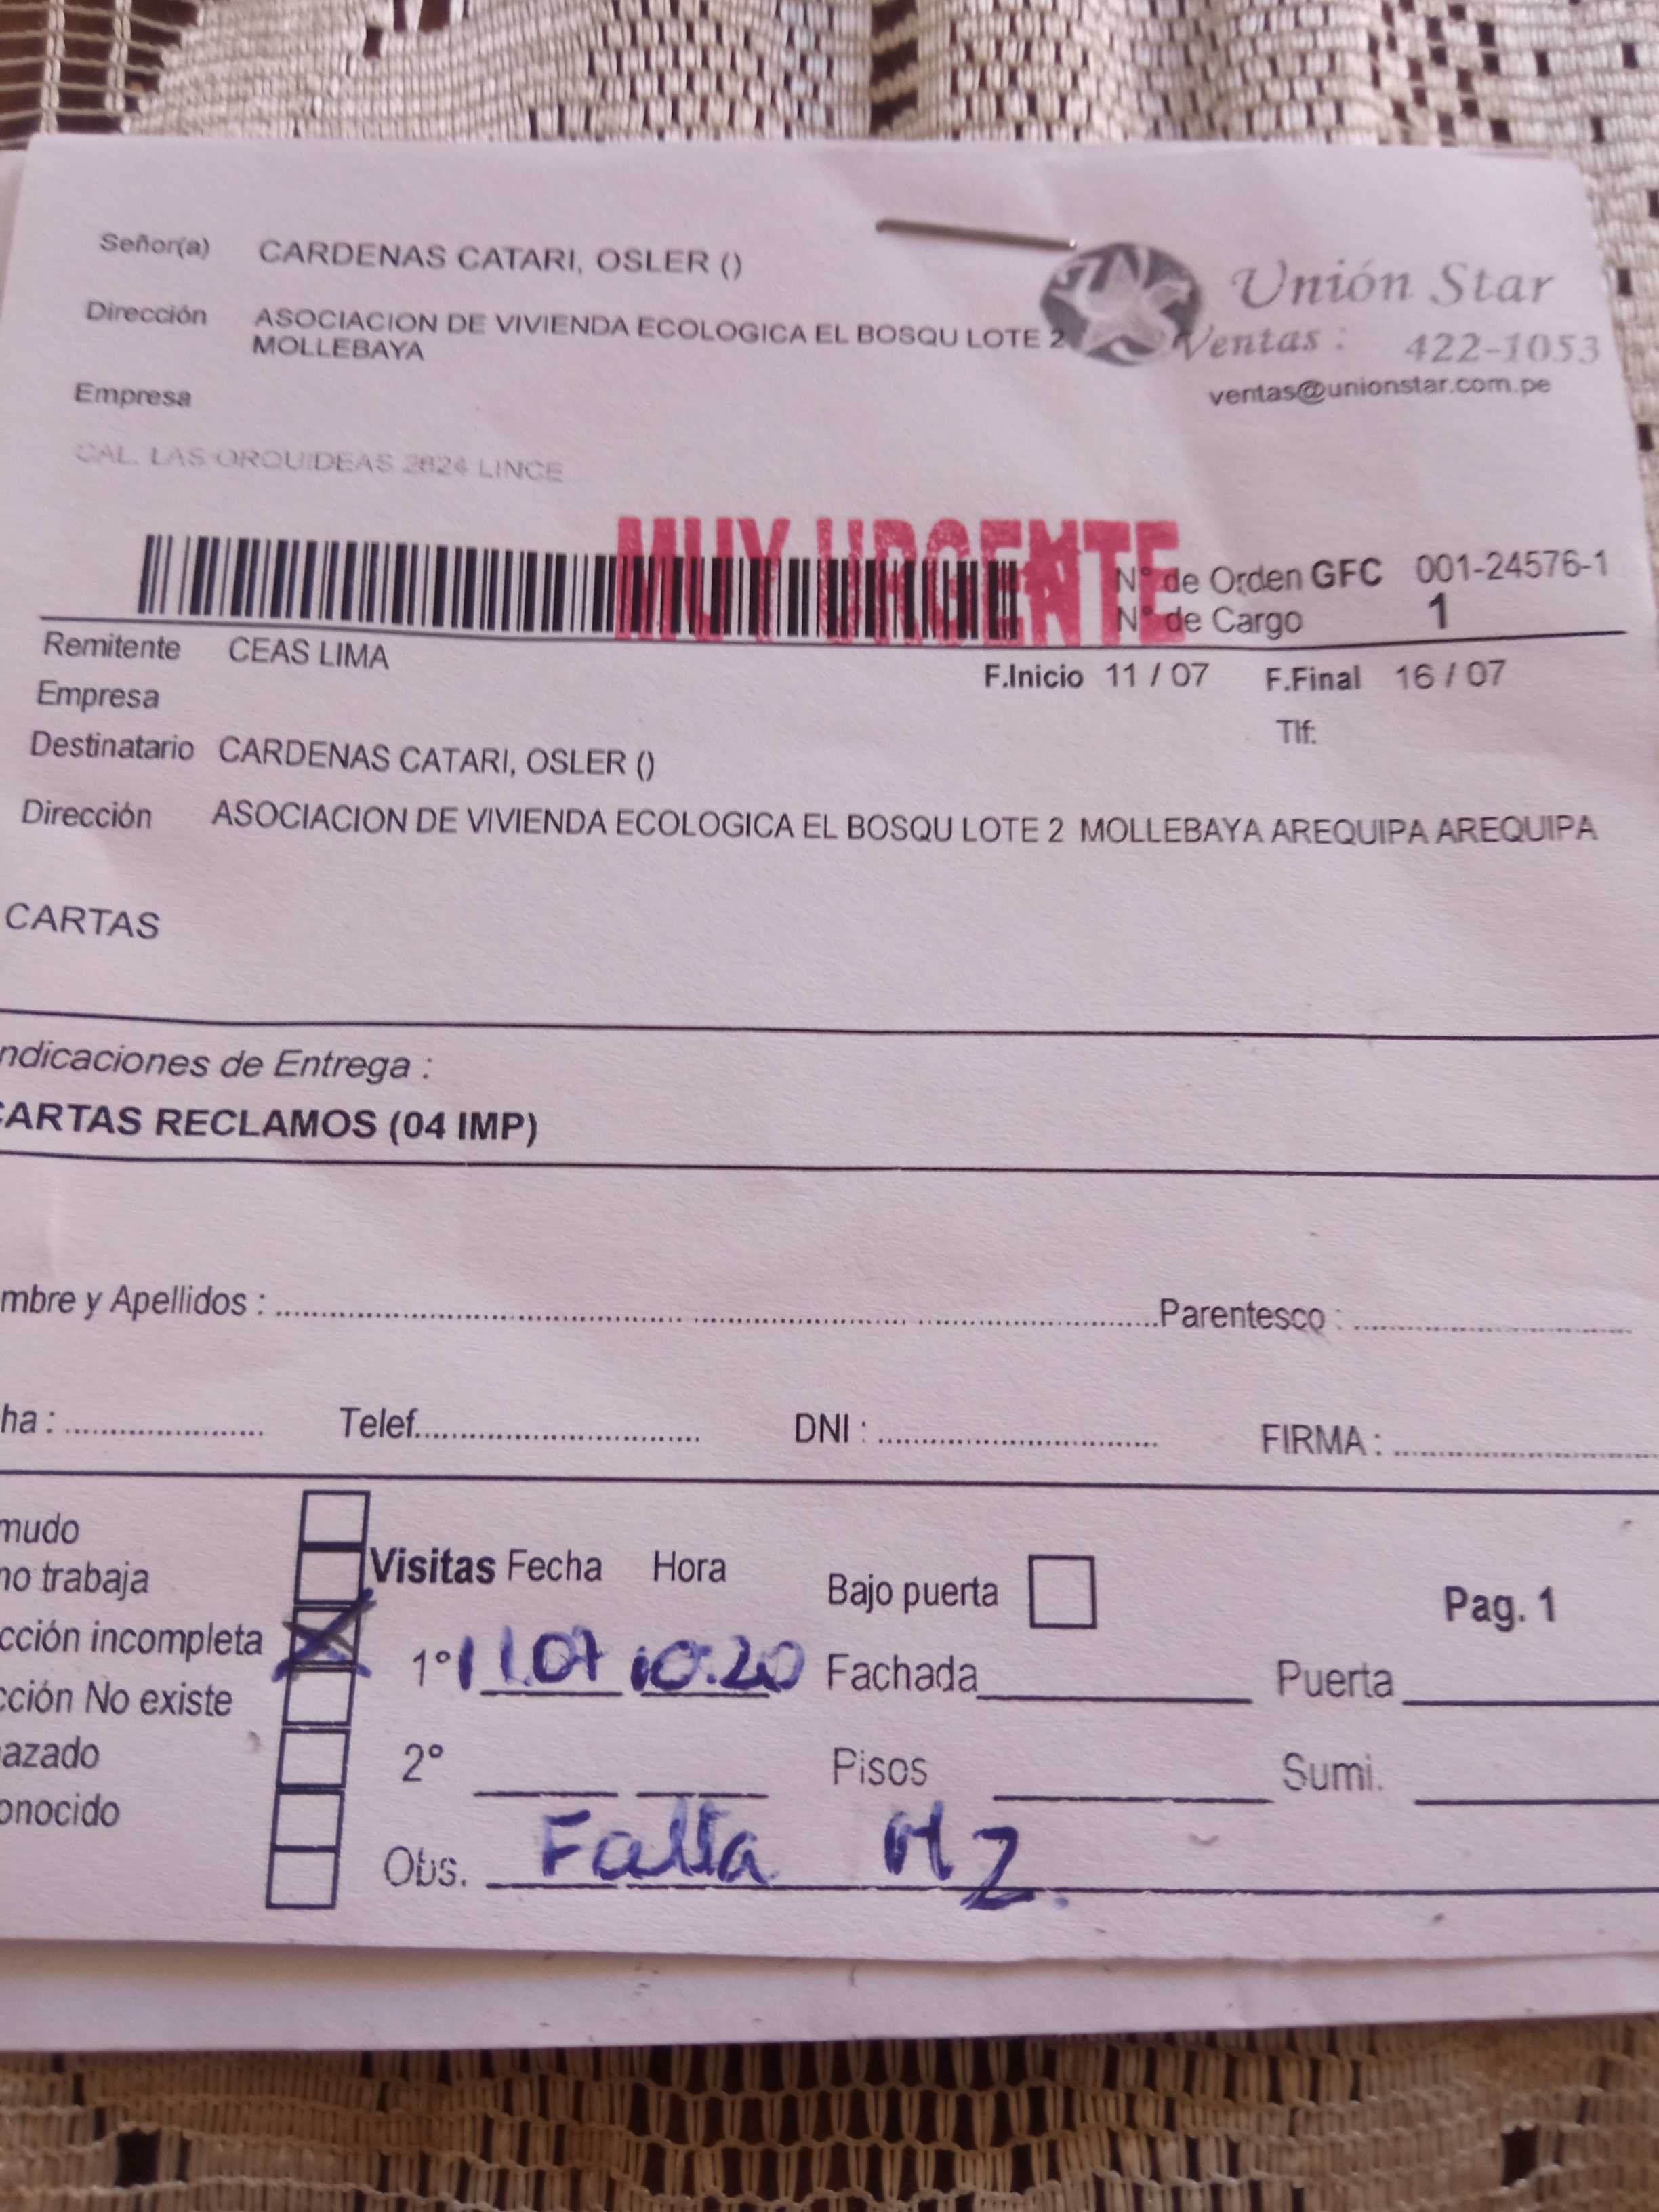 Señor(a) CARDENAS CATARI, OSLER ()
Unión Star
Dirección ASOCIACION DE VIVIENDA ECOLOGICA EL BOSQU LOTE 2
MOLLEBAYA
Ventas : 422-1053
ventas@unionstar.com.pe
Empresa
CAL. LAS ORQUIDEAS 2624 LINCE
MUY URGENTE
N° de Orden GFC 001-24576-1
N° de Cargo 1
Remitente CEAS LIMA
F.Inicio 11 / 07 F.Final 16 / 07
Empresa
Tlf:
Destinatario CARDENAS CATARI, OSLER ()
Dirección ASOCIACION DE VIVIENDA ECOLOGICA EL BOSQU LOTE 2 MOLLEBAYA AREQUIPA AREQUIPA
CARTAS
ndicaciones de Entrega :
CARTAS RECLAMOS (04 IMP)
mbre y Apellidos : Parentesco :
ha : Telef. DNI : FIRMA :
mudo
no trabaja
cción incompleta
cción No existe
azado
onocido
Visitas Fecha Hora
Bajo puerta
Pag. 1
1° 11.07 10:20 Fachada Puerta
2° Pisos Sumi.
Obs. Falta Mz.